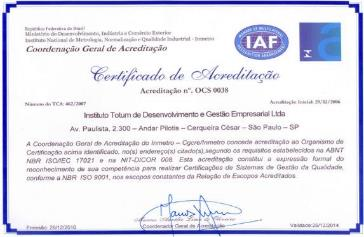 República Federativa do Brasil
Ministério do Desenvolvimento, Indústria e Comércio Exterior
Instituto Nacional de Metrologia, Normalização e Qualidade Industrial - Inmetro
Coordenação Geral de Acreditação
IAF
Certificado de Acreditação
Acreditação nº. OCS 0038
Número do TCA: 462/2007
Acreditação Inicial: 29/12/2006
Instituto Totum de Desenvolvimento e Gestão Empresarial Ltda
Av. Paulista, 2.300 – Andar Pilotis – Cerqueira César – São Paulo – SP
A Coordenação Geral de Acreditação do Inmetro – Cgcre/Inmetro concede acreditação ao Organismo de
Certificação acima identificado, no(s) endereço(s) citado(s), segundo os requisitos estabelecidos na ABNT
NBR ISO/IEC 17021 e na NIT-DICOR 008. Esta acreditação constitui a expressão formal do
reconhecimento de sua competência para realizar Certificações de Sistemas de Gestão da Qualidade,
conforme a NBR ISO 9001, nos escopos constantes da Relação de Escopos Acreditados.
Coordenador Geral de Acreditação
Emissão: 29/12/2010
Validade: 29/12/2014